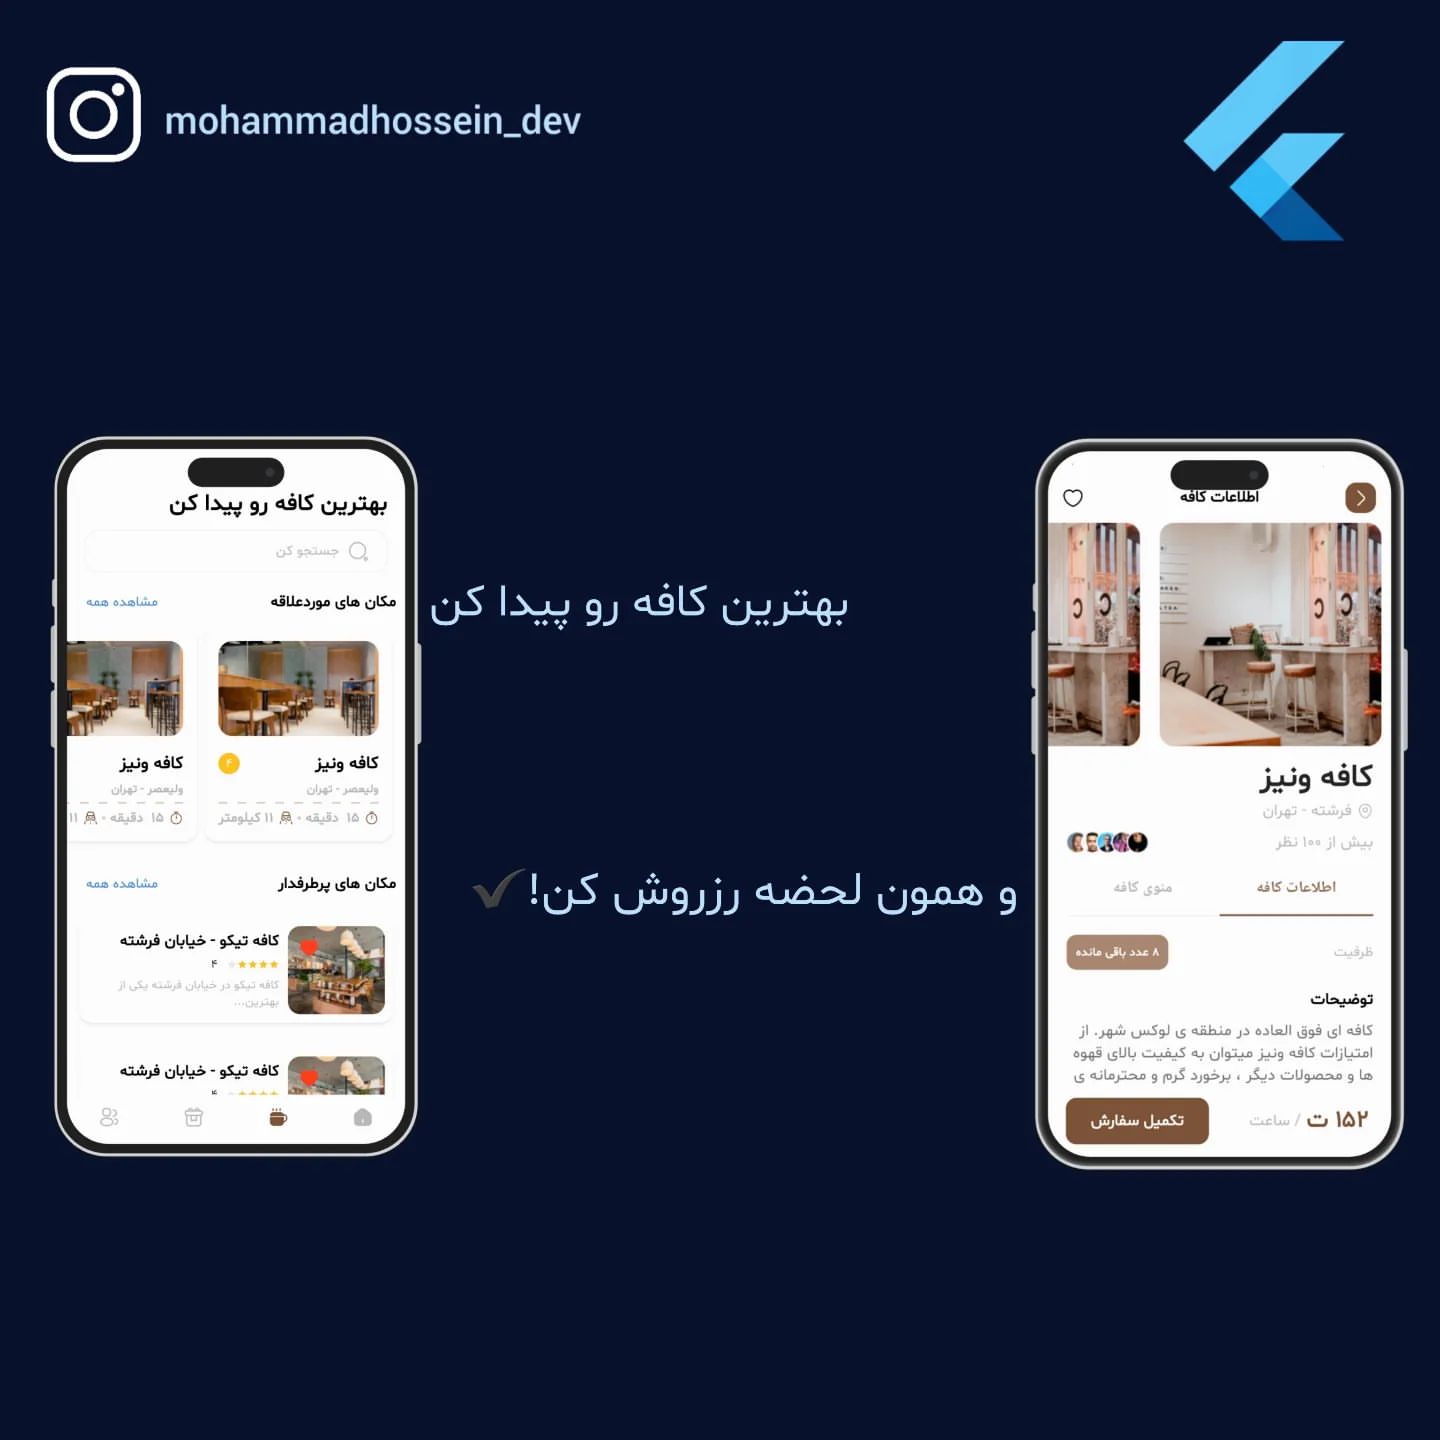 mohammadhossein_dev
بهترین کافه رو پیدا کن
جستجو کن
مکان های موردعلاقه
مشاهده همه
کافه ونیز
۴
ولیعصر - تهران
۱۵ دقیقه • ۱۱ کیلومتر
کافه ونیز
ولیعصر - تهران
۱۵ دقیقه • ۱۱
مکان های پرطرفدار
مشاهده همه
کافه تیکو - خیابان فرشته
۴
کافه تیکو در خیابان فرشته یکی از
بهترین...
کافه تیکو - خیابان فرشته
بهترین کافه رو پیدا کن
و همون لحضه رزروش کن!✔
اطلاعات کافه
کافه ونیز
فرشته - تهران
بیش از ۱۰۰ نظر
اطلاعات کافه
منوی کافه
ظرفیت
۸ عدد باقی مانده
توضیحات
کافه ای فوق العاده در منطقه ی لوکس شهر. از
امتیازات کافه ونیز میتوان به کیفیت بالای قهوه
ها و محصولات دیگر ، برخورد گرم و محترمانه ی
۱۵۲ ت / ساعت
تکمیل سفارش